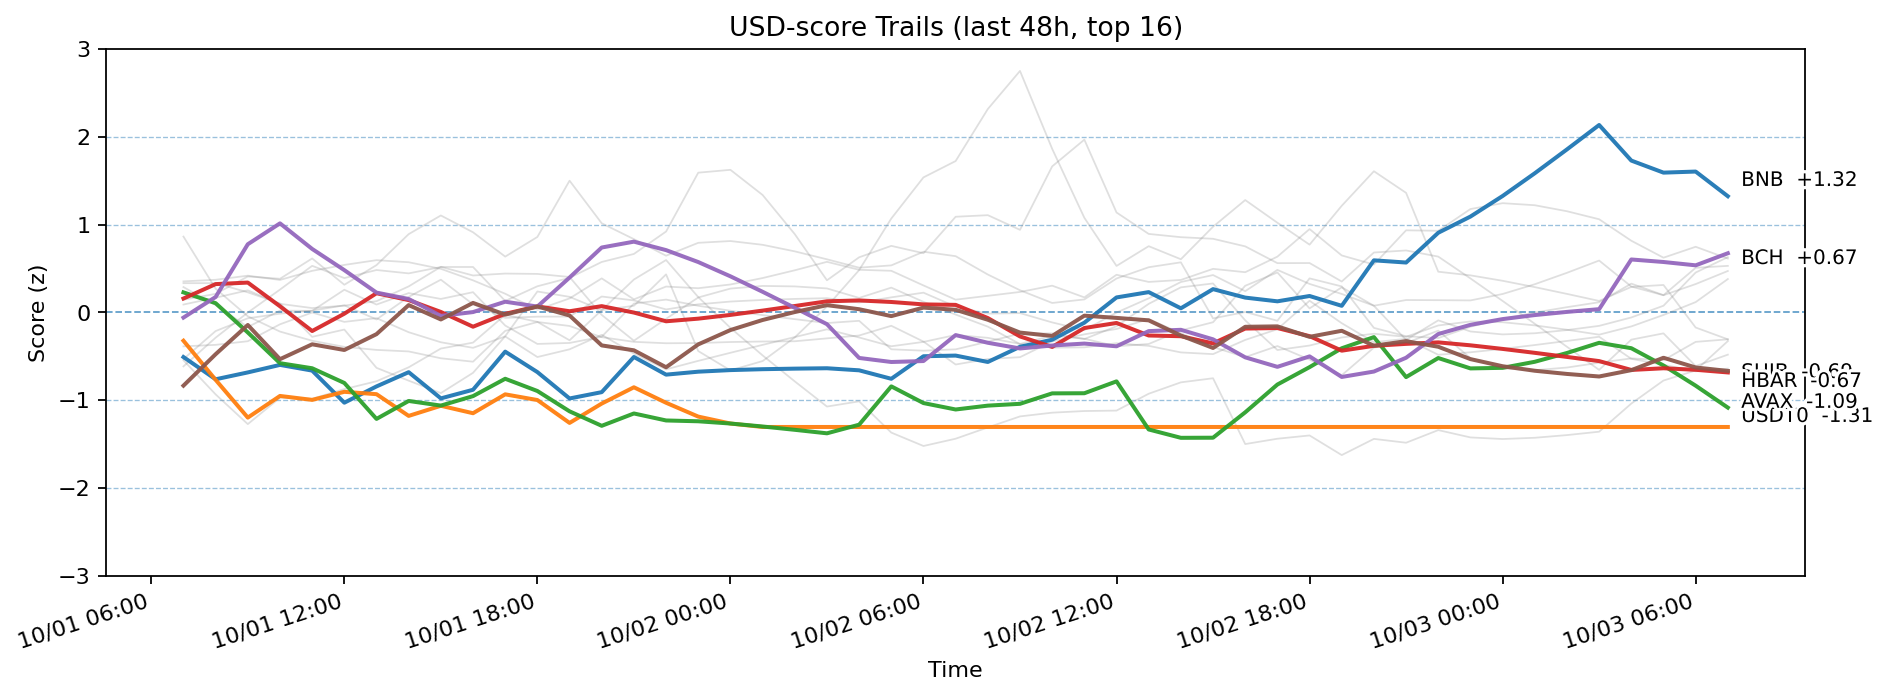 USD-score Trails (last 48h, top 16)
Score (z)
3
2
1
0
−1
−2
−3
BNB +1.32
BCH +0.67
HBAR -0.67
AVAX -1.09
USDT0 -1.31
10/01 06:00
10/01 12:00
10/01 18:00
10/02 00:00
10/02 06:00
10/02 12:00
10/02 18:00
10/03 00:00
10/03 06:00
Time